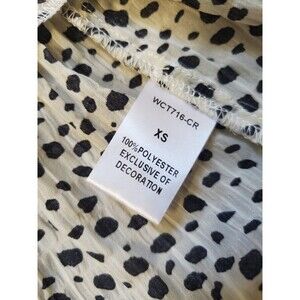 WCT716-CR
XS
100%POLYESTER
EXCLUSIVE OF
DECORATION